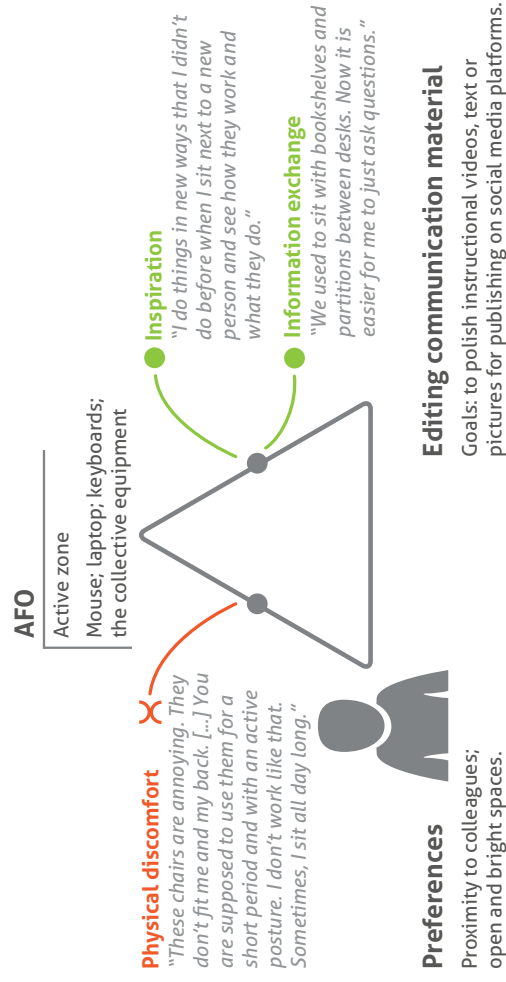 AFO
Active zone
Mouse; laptop; keyboards;
the collective equipment
Physical discomfort
“These chairs are annoying. They
don’t fit me and my back. [...] You
are supposed to use them for a
short period and with an active
posture. I don’t work like that.
Sometimes, I sit all day long.”
Inspiration
“I do things in new ways that I didn’t
do before when I sit next to a new
person and see how they work and
what they do.”
Information exchange
“We used to sit with bookshelves and
partitions between desks. Now it is
easier for me to just ask questions.”
Preferences
Proximity to colleagues;
open and bright spaces.
Editing communication material
Goals: to polish instructional videos, text or
pictures for publishing on social media platforms.